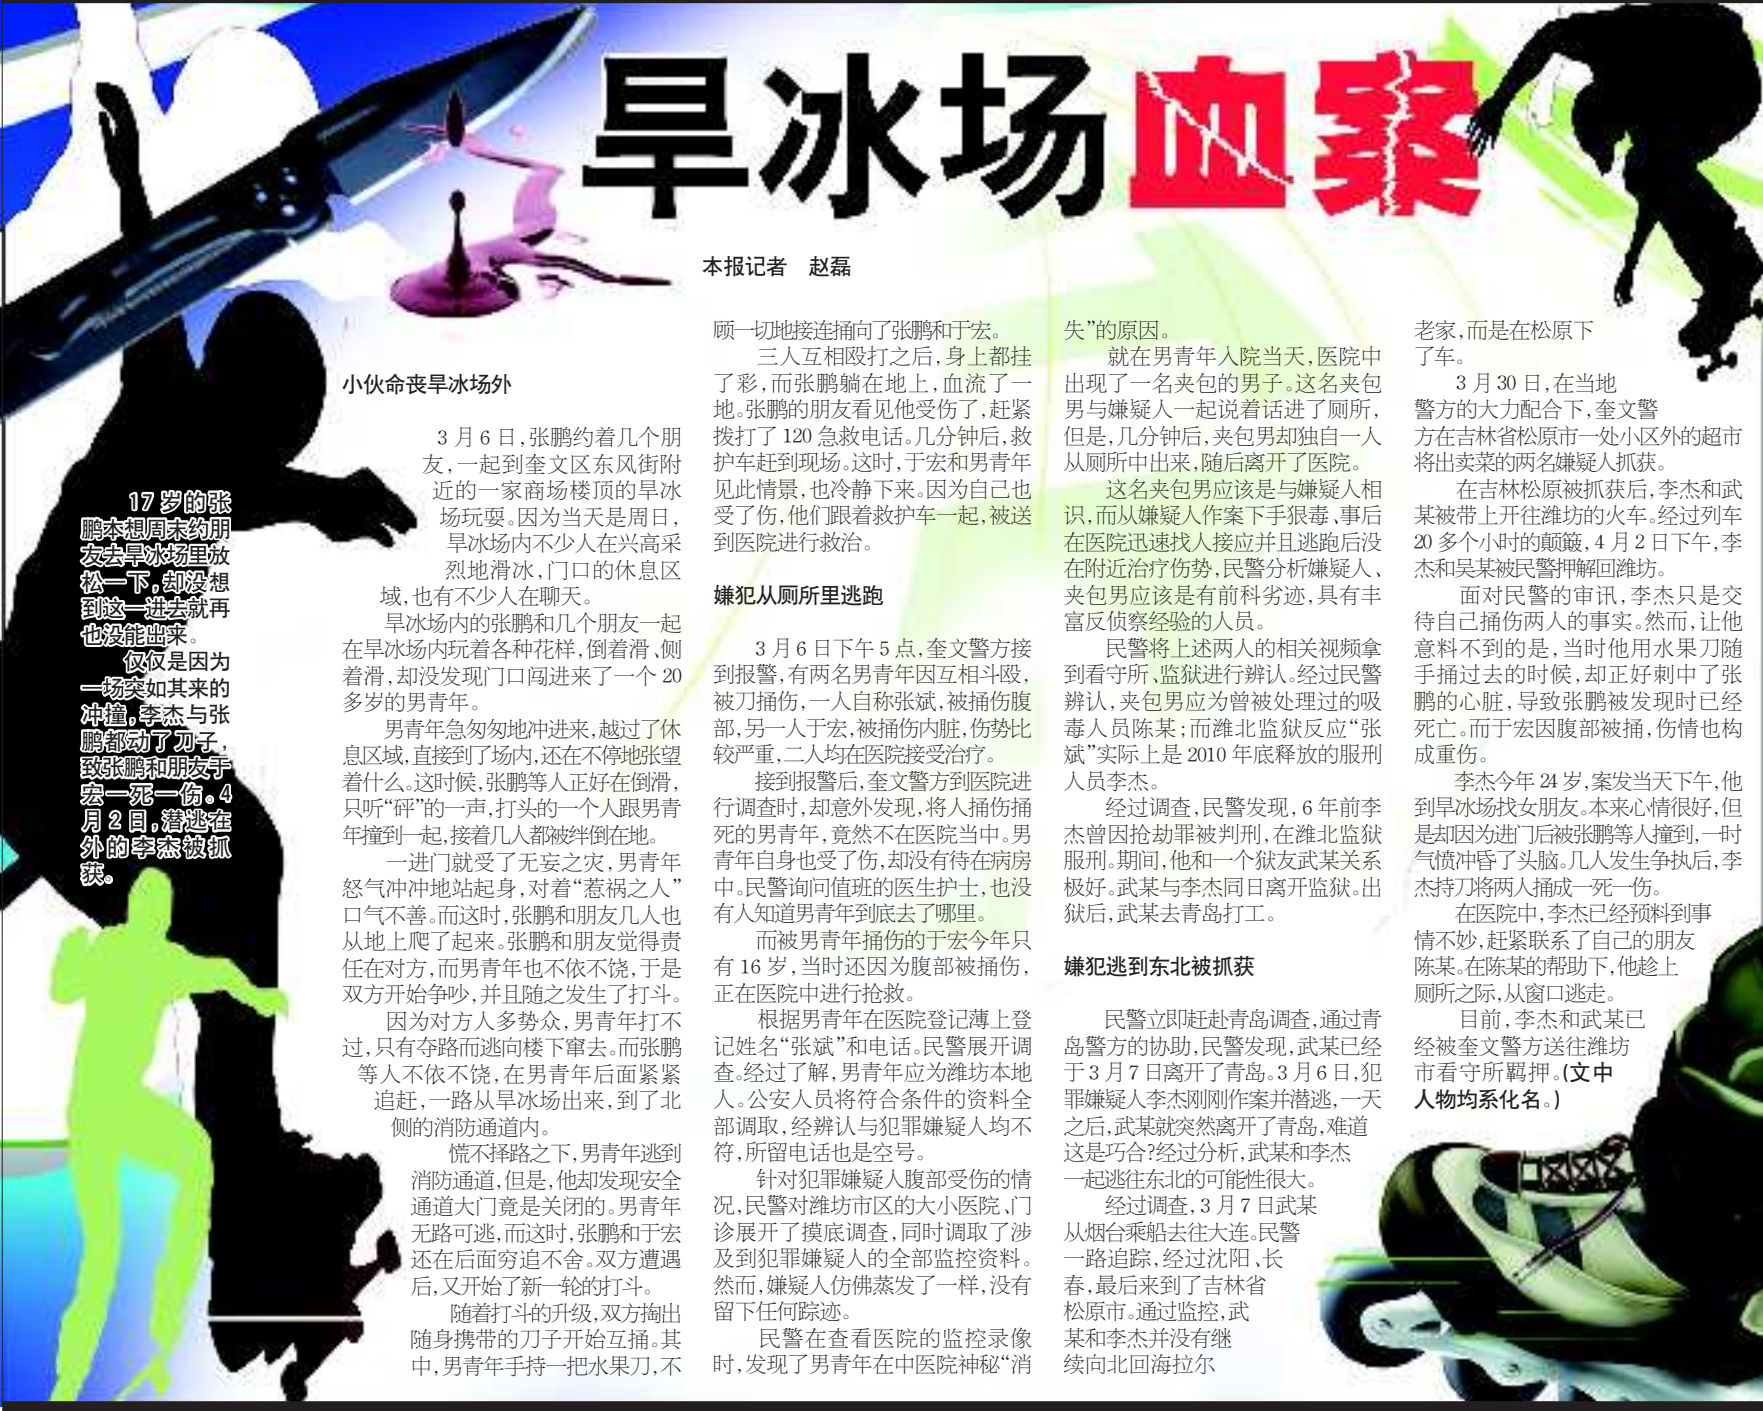 旱冰场血案
本报记者　赵磊
17 岁的张
鹏本想周末约朋
友去旱冰场里放
松一下,却没想
到这一进去就再
也没能出来。
仅仅是因为
一场突如其来的
冲撞,李杰与张
鹏都动了刀子,
致张鹏和朋友于
宏一死一伤。4
月 2 日,潜逃在
外的李杰被抓
获。
小伙命丧旱冰场外
3 月 6 日,张鹏约着几个朋
友,一起到奎文区东风街附
近的一家商场楼顶的旱冰
场玩耍。因为当天是周日,
旱冰场内不少人在兴高采
烈地滑冰,门口的休息区
域,也有不少人在聊天。
旱冰场内的张鹏和几个朋友一起
在旱冰场内玩着各种花样,倒着滑、侧
着滑,却没发现门口闯进来了一个 20
多岁的男青年。
男青年急匆匆地冲进来,越过了休
息区域,直接到了场内,还在不停地张望
着什么。这时候,张鹏等人正好在倒滑,
只听“砰”的一声,打头的一个人跟男青
年撞到一起,接着几人都被绊倒在地。
一进门就受了无妄之灾,男青年
怒气冲冲地站起身,对着“惹祸之人”
口气不善。而这时,张鹏和朋友几人也
从地上爬了起来。张鹏和朋友觉得责
任在对方,而男青年也不依不饶,于是
双方开始争吵,并且随之发生了打斗。
因为对方人多势众,男青年打不
过,只有夺路而逃向楼下窜去。而张鹏
等人不依不饶,在男青年后面紧紧
追赶,一路从旱冰场出来,到了北
侧的消防通道内。
慌不择路之下,男青年逃到
消防通道,但是,他却发现安全
通道大门竟是关闭的。男青年
无路可逃,而这时,张鹏和于宏
还在后面穷追不舍。双方遭遇
后,又开始了新一轮的打斗。
随着打斗的升级,双方掏出
随身携带的刀子开始互捅。其
中,男青年手持一把水果刀,不
顾一切地接连捅向了张鹏和于宏。
三人互相殴打之后,身上都挂
了彩,而张鹏躺在地上,血流了一
地。张鹏的朋友看见他受伤了,赶紧
拨打了 120 急救电话。几分钟后,救
护车赶到现场。这时,于宏和男青年
见此情景,也冷静下来。因为自己也
受了伤,他们跟着救护车一起,被送
到医院进行救治。
嫌犯从厕所里逃跑
3 月 6 日下午 5 点,奎文警方接
到报警,有两名男青年因互相斗殴,
被刀捅伤,一人自称张斌,被捅伤腹
部,另一人于宏,被捅伤内脏,伤势比
较严重,二人均在医院接受治疗。
接到报警后,奎文警方到医院进
行调查时,却意外发现,将人捅伤捅
死的男青年,竟然不在医院当中。男
青年自身也受了伤,却没有待在病房
中。民警询问值班的医生护士,也没
有人知道男青年到底去了哪里。
而被男青年捅伤的于宏今年只
有 16 岁,当时还因为腹部被捅伤,
正在医院中进行抢救。
根据男青年在医院登记薄上登
记姓名“张斌”和电话。民警展开调
查。经过了解,男青年应为潍坊本地
人。公安人员将符合条件的资料全
部调取,经辨认与犯罪嫌疑人均不
符,所留电话也是空号。
针对犯罪嫌疑人腹部受伤的情
况,民警对潍坊市区的大小医院、门
诊展开了摸底调查,同时调取了涉
及到犯罪嫌疑人的全部监控资料。
然而,嫌疑人仿佛蒸发了一样,没有
留下任何踪迹。
民警在查看医院的监控录像
时,发现了男青年在中医院神秘“消
失”的原因。
就在男青年入院当天,医院中
出现了一名夹包的男子。这名夹包
男与嫌疑人一起说着话进了厕所,
但是,几分钟后,夹包男却独自一人
从厕所中出来,随后离开了医院。
这名夹包男应该是与嫌疑人相
识,而从嫌疑人作案下手狠毒、事后
在医院迅速找人接应并且逃跑后没
在附近治疗伤势,民警分析嫌疑人、
夹包男应该是有前科劣迹,具有丰
富反侦察经验的人员。
民警将上述两人的相关视频拿
到看守所、监狱进行辨认。经过民警
辨认,夹包男应为曾被处理过的吸
毒人员陈某;而潍北监狱反应“张
斌”实际上是 2010 年底释放的服刑
人员李杰。
经过调查,民警发现,6 年前李
杰曾因抢劫罪被判刑,在潍北监狱
服刑。期间,他和一个狱友武某关系
极好。武某与李杰同日离开监狱。出
狱后,武某去青岛打工。
嫌犯逃到东北被抓获
民警立即赶赴青岛调查,通过青
岛警方的协助,民警发现,武某已经
于 3 月 7 日离开了青岛。3 月 6 日,犯
罪嫌疑人李杰刚刚作案并潜逃,一天
之后,武某就突然离开了青岛,难道
这是巧合?经过分析,武某和李杰
一起逃往东北的可能性很大。
经过调查,3 月 7 日武某
从烟台乘船去往大连。民警
一路追踪,经过沈阳、长
春,最后来到了吉林省
松原市。通过监控,武
某和李杰并没有继
续向北回海拉尔
老家,而是在松原下
了车。
3 月 30 日,在当地
警方的大力配合下,奎文警
方在吉林省松原市一处小区外的超市
将出卖菜的两名嫌疑人抓获。
在吉林松原被抓获后,李杰和武
某被带上开往潍坊的火车。经过列车
20 多个小时的颠簸,4 月 2 日下午,李
杰和吴某被民警押解回潍坊。
面对民警的审讯,李杰只是交
待自己捅伤两人的事实。然而,让他
意料不到的是,当时他用水果刀随
手捅过去的时候,却正好刺中了张
鹏的心脏,导致张鹏被发现时已经
死亡。而于宏因腹部被捅,伤情也构
成重伤。
李杰今年 24 岁,案发当天下午,他
到旱冰场找女朋友。本来心情很好,但
是却因为进门后被张鹏等人撞到,一时
气愤冲昏了头脑。几人发生争执后,李
杰持刀将两人捅成一死一伤。
在医院中,李杰已经预料到事
情不妙,赶紧联系了自己的朋友
陈某。在陈某的帮助下,他趁上
厕所之际,从窗口逃走。
目前,李杰和武某已
经被奎文警方送往潍坊
市看守所羁押。(文中
人物均系化名。)